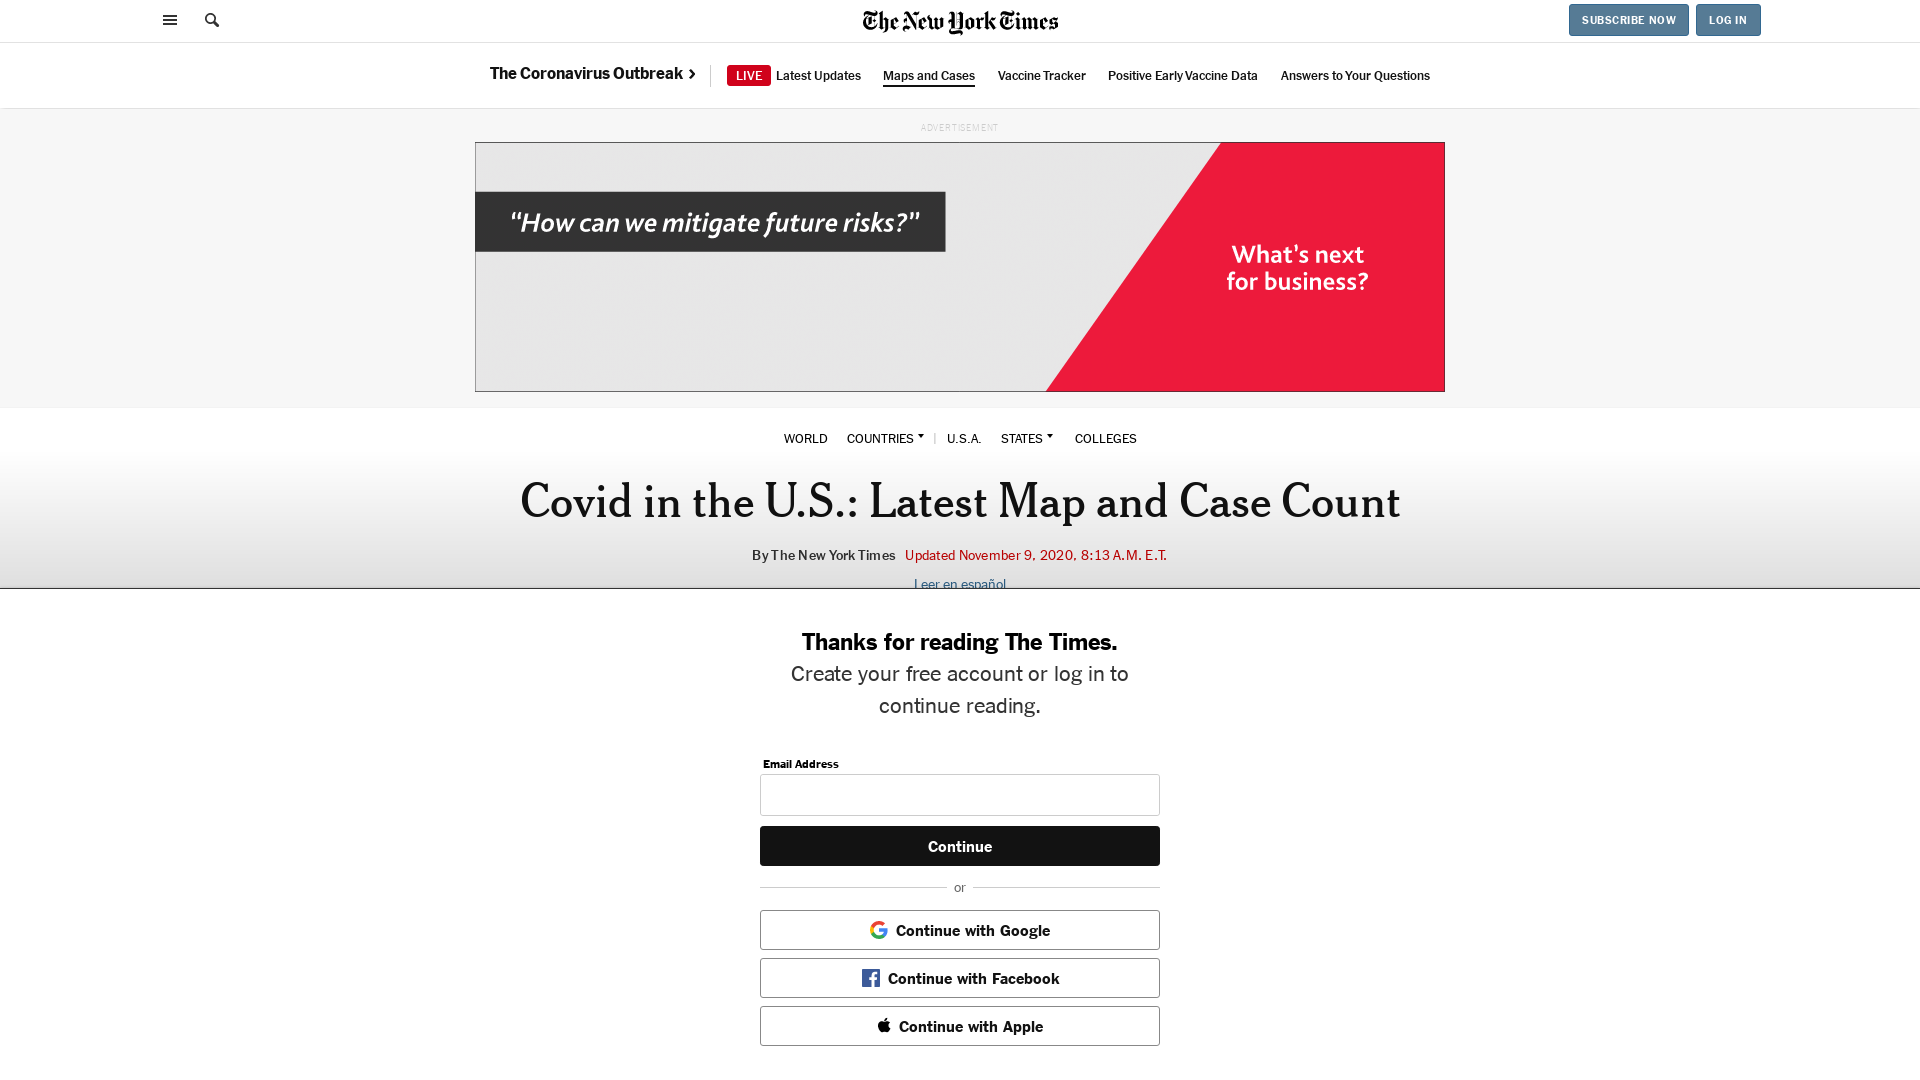 The New York Times
SUBSCRIBE NOW
LOG IN
The Coronavirus Outbreak ›
LIVE Latest Updates
Maps and Cases
Vaccine Tracker
Positive Early Vaccine Data
Answers to Your Questions
ADVERTISEMENT
“How can we mitigate future risks?”
What’s next
for business?
WORLD COUNTRIES | U.S.A. STATES COLLEGES
Covid in the U.S.: Latest Map and Case Count
By The New York Times Updated November 9, 2020, 8:13 A.M. E.T.
Leer en español
Thanks for reading The Times.
Create your free account or log in to
continue reading.
Email Address
Continue
or
Continue with Google
Continue with Facebook
Continue with Apple